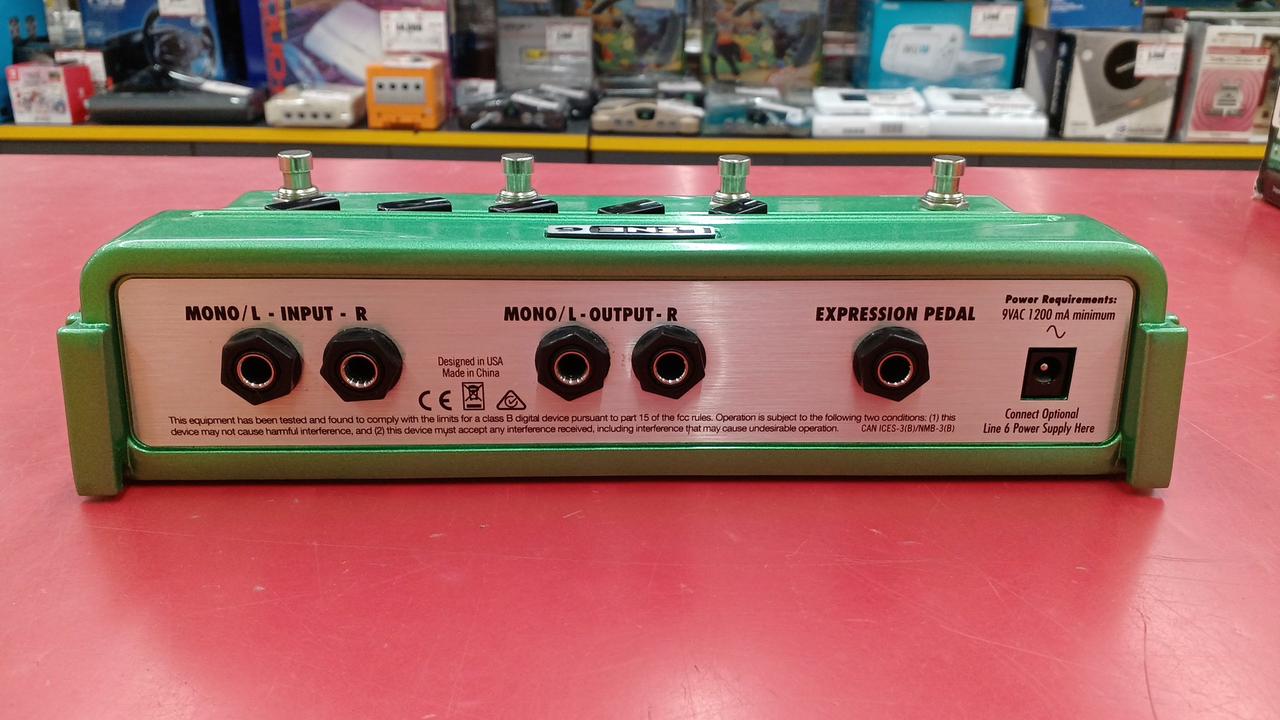 LINE 6
MONO/L - INPUT - R
MONO/L - OUTPUT - R
EXPRESSION PEDAL
Power Requirements:
9VAC 1200 mA minimum
Designed in USA
Made in China
CE
Connect Optional
Line 6 Power Supply Here
This equipment has been tested and found to comply with the limits for a class B digital device pursuant to part 15 of the fcc rules. Operation is subject to the following two conditions: (1) this
device may not cause harmful interference, and (2) this device must accept any interference received, including interference that may cause undesirable operation.
CAN ICES-3(B)/NMB-3(B)